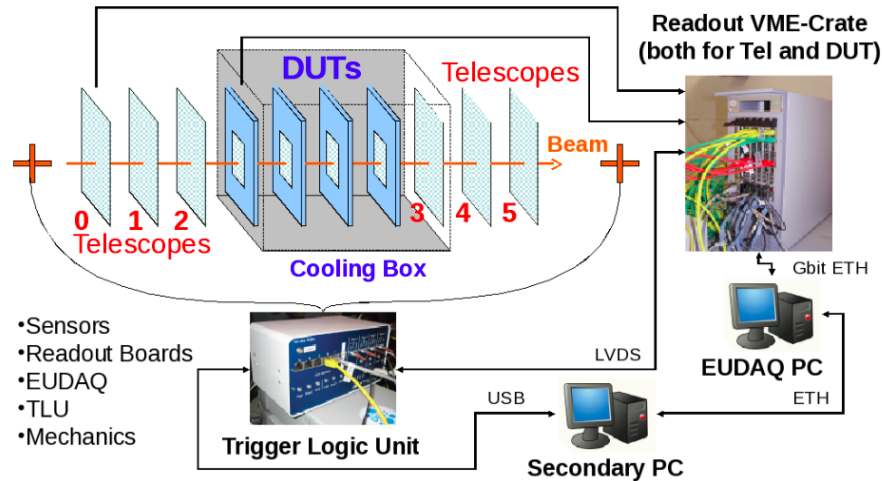 Readout VME-Crate
(both for Tel and DUT)
DUTs
Telescopes
Beam
0
1
2
3
4
5
Telescopes
Cooling Box
Gbit ETH
•Sensors
•Readout Boards
•EUDAQ
•TLU
•Mechanics
LVDS
EUDAQ PC
USB
ETH
Trigger Logic Unit
Secondary PC